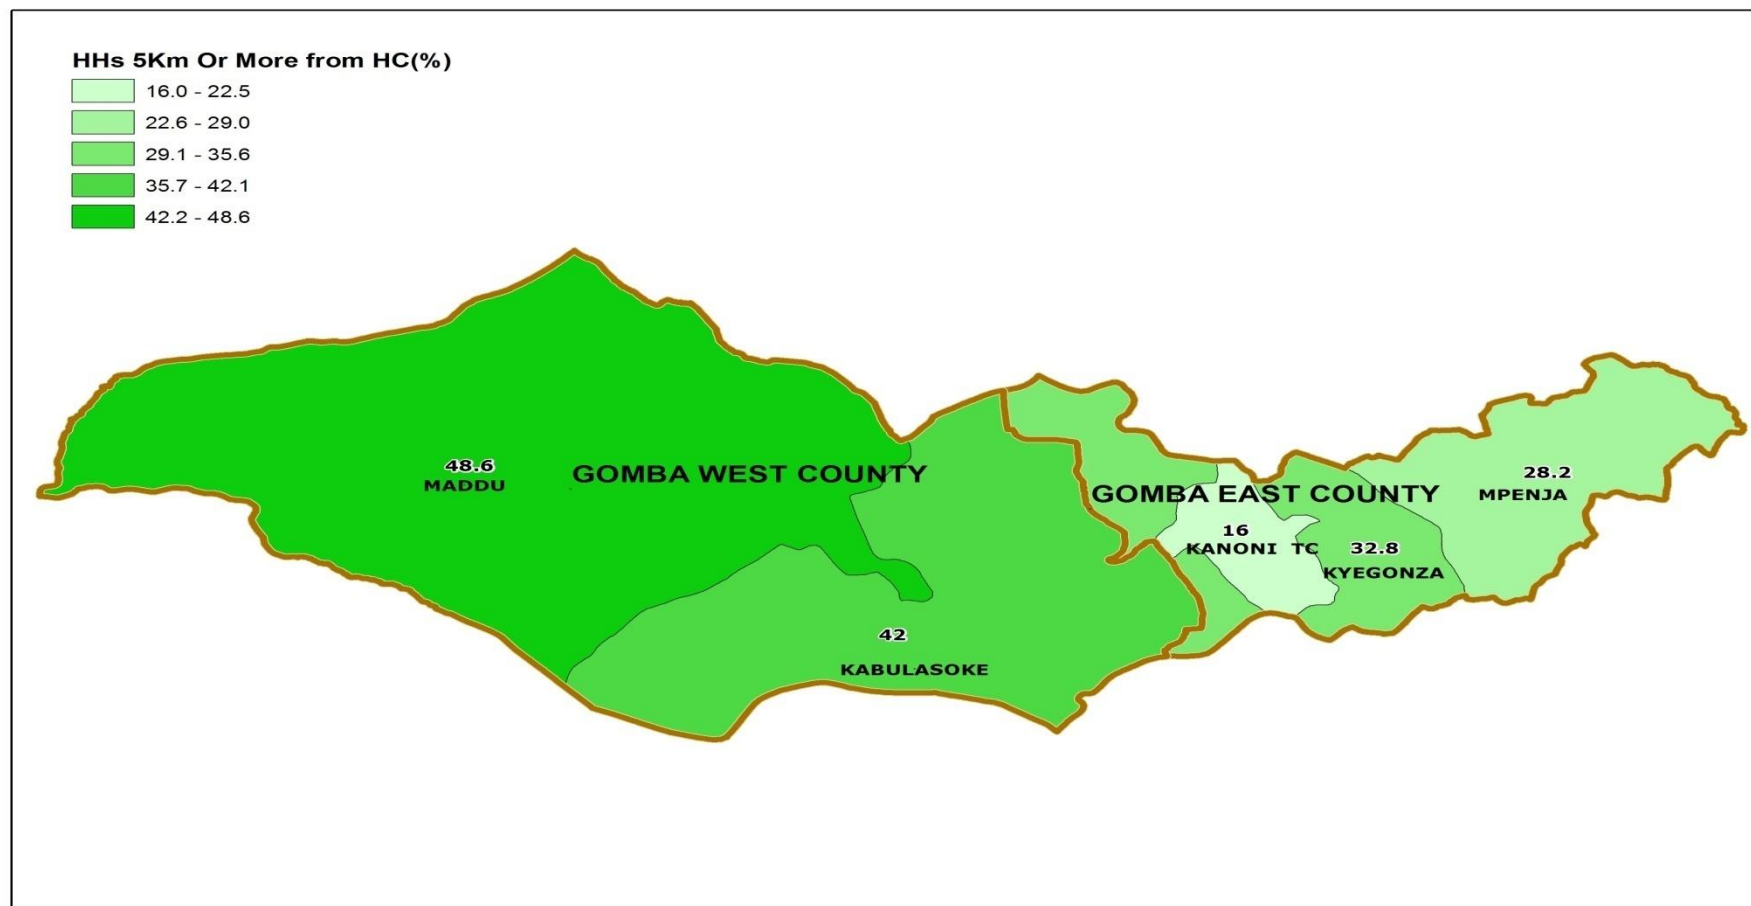 HHs 5Km Or More from HC(%)
16.0 - 22.5
22.6 - 29.0
29.1 - 35.6
35.7 - 42.1
42.2 - 48.6
48.6
MADDU
GOMBA WEST COUNTY
42
KABULASOKE
GOMBA EAST COUNTY
16
KANONI TC
32.8
KYEGONZA
28.2
MPENJA